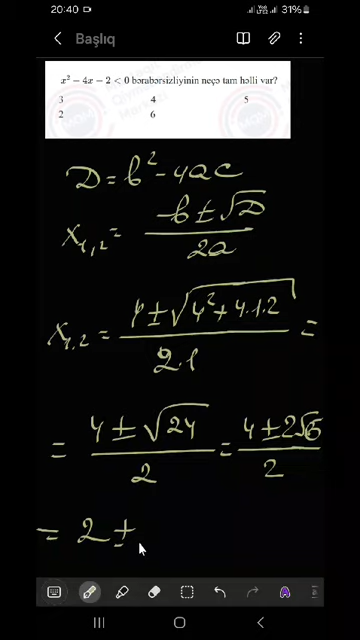 20:40 31%
Başlıq
x² − 4x − 2 < 0 bərabərsizliyinin neçə tam həlli var?
3 4 5
2 6
D = b² − 4ac
x₁,₂ = (−b ± √D) / 2a
x₁,₂ = (4 ± √(4² + 4·1·2)) / 2·1 =
= (4 ± √24) / 2 = (4 ± 2√6) / 2
= 2 ±
A